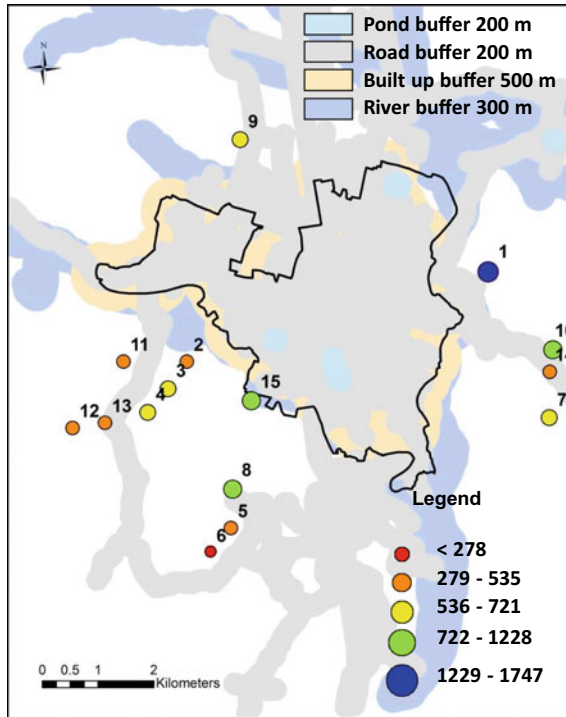 N
Pond buffer 200 m
Road buffer 200 m
Built up buffer 500 m
River buffer 300 m
9
1
10
14
7
11
2
3
4
13
12
15
8
5
6
Legend
< 278
279 - 535
536 - 721
722 - 1228
1229 - 1747
0 0.5 1 2
Kilometers